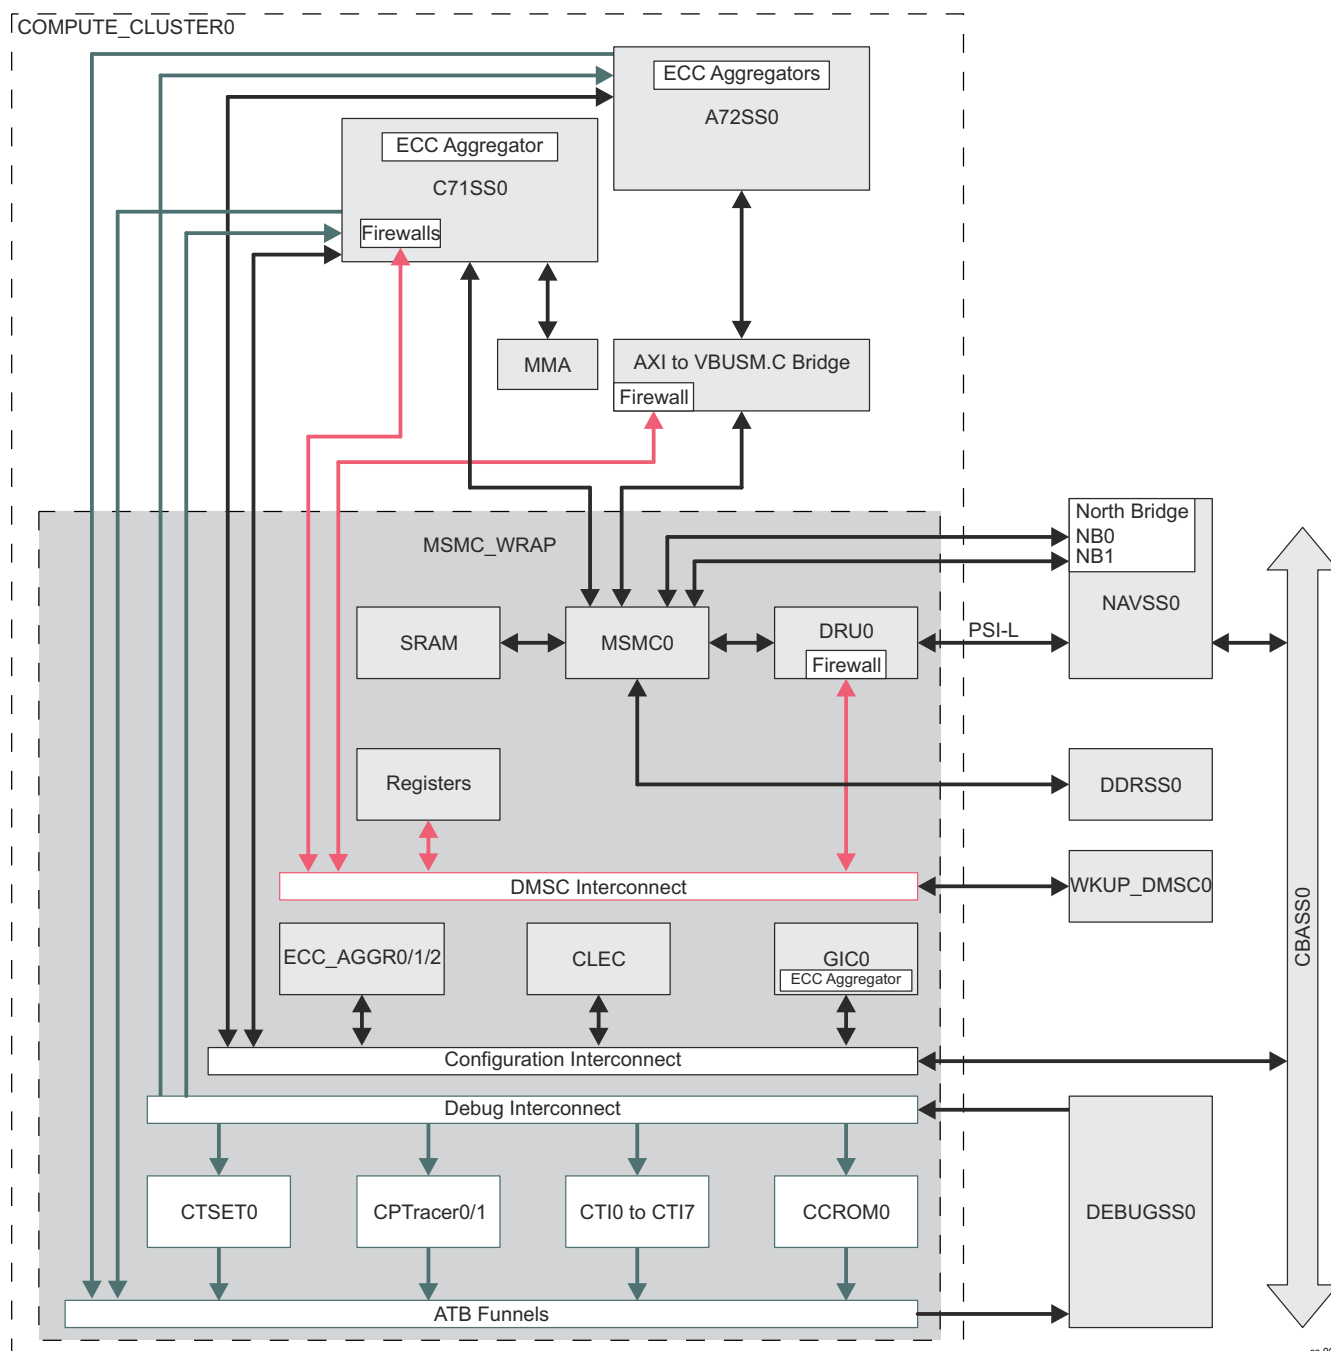 COMPUTE_CLUSTER0
ECC Aggregators
A72SS0
ECC Aggregator
C71SS0
Firewalls
MMA
AXI to VBUSM.C Bridge
Firewall
MSMC_WRAP
North Bridge
NB0
NB1
NAVSS0
SRAM
MSMC0
DRU0
Firewall
PSI-L
Registers
DDRSS0
DMSC Interconnect
WKUP_DMSC0
CBASS0
ECC_AGGR0/1/2
CLEC
GIC0
ECC Aggregator
Configuration Interconnect
Debug Interconnect
CTSET0
CPTracer0/1
CTI0 to CTI7
CCROM0
DEBUGSS0
ATB Funnels